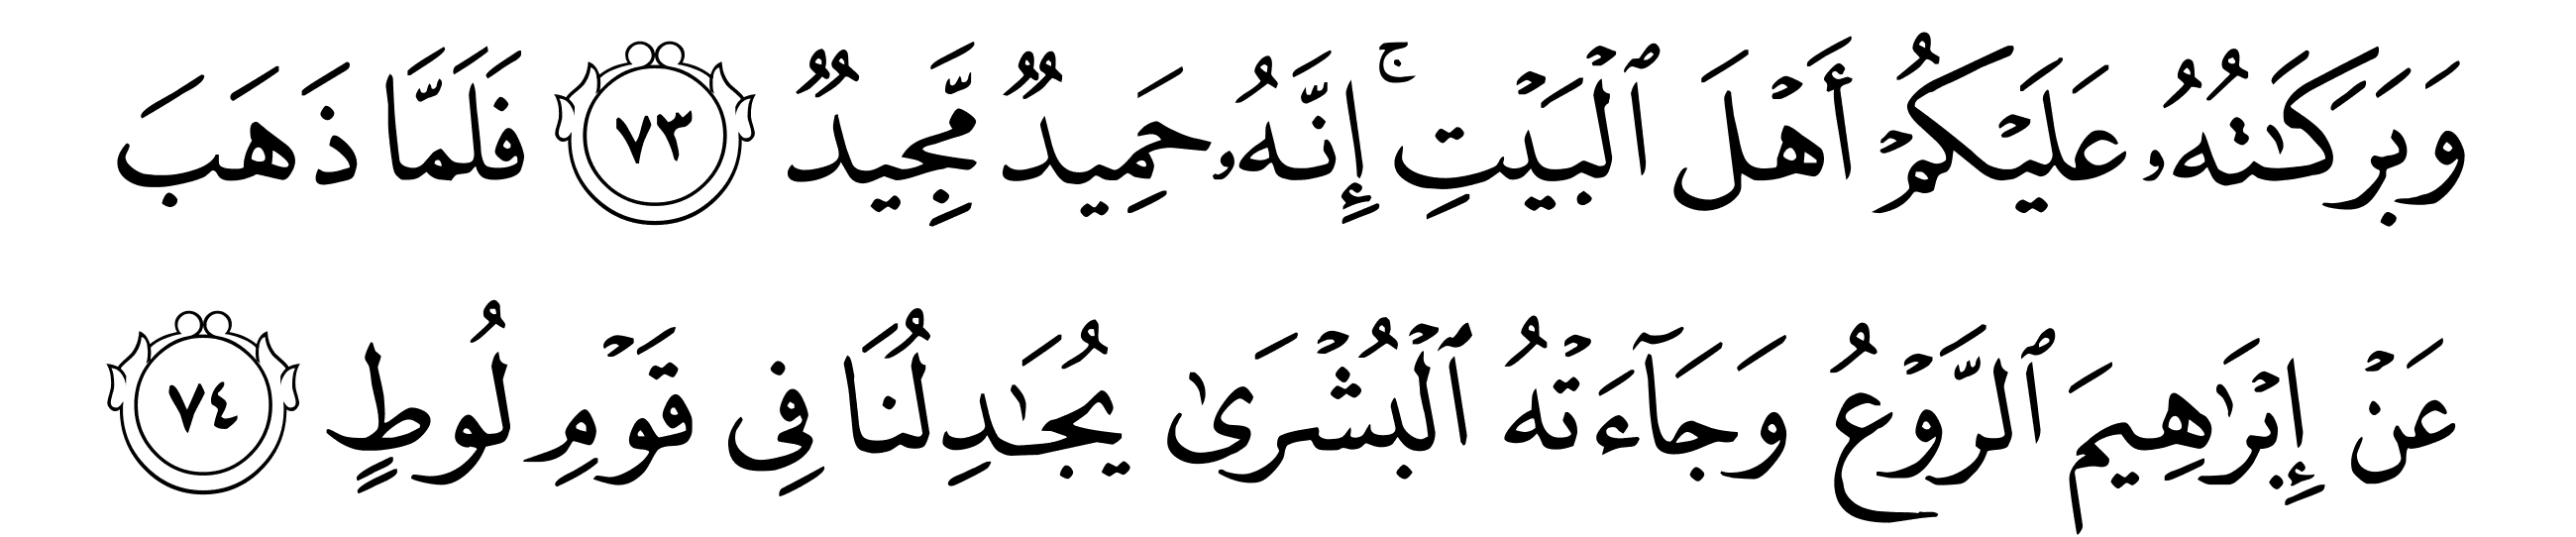 وَبَرَكَـٰتُهُۥ عَلَيْكُمْ أَهْلَ ٱلْبَيْتِ ۚ إِنَّهُۥ حَمِيدٌ مَّجِيدٌ ٧٣ فَلَمَّا ذَهَبَ
عَنْ إِبْرَٰهِيمَ ٱلرَّوْعُ وَجَآءَتْهُ ٱلْبُشْرَىٰ يُجَـٰدِلُنَا فِى قَوْمِ لُوطٍ ٧٤